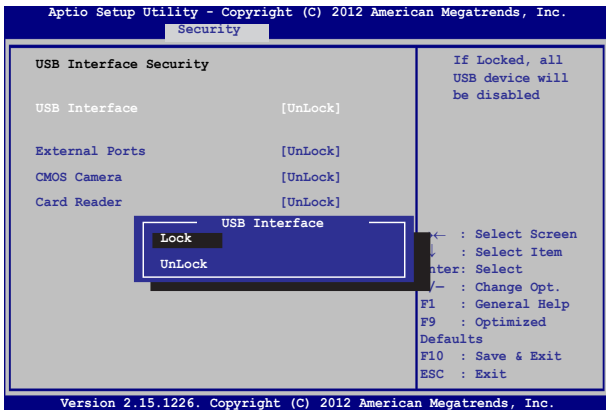 Aptio Setup Utility - Copyright (C) 2012 American Megatrends, Inc.
Security
USB Interface Security
USB Interface [UnLock]
External Ports [UnLock]
CMOS Camera [UnLock]
Card Reader [UnLock]
USB Interface
Lock
UnLock
If Locked, all
USB device will
be disabled
→← : Select Screen
↓ : Select Item
nter: Select
/— : Change Opt.
F1 : General Help
F9 : Optimized
Defaults
F10 : Save & Exit
ESC : Exit
Version 2.15.1226. Copyright (C) 2012 American Megatrends, Inc.